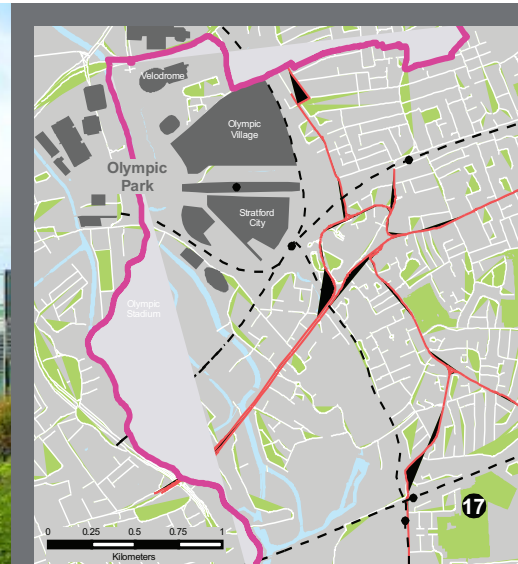 Velodrome
Olympic
Village
Olympic
Park
Stratford
City
Olympic
Stadium
17
0 0.25 0.5 0.75 1
Kilometers